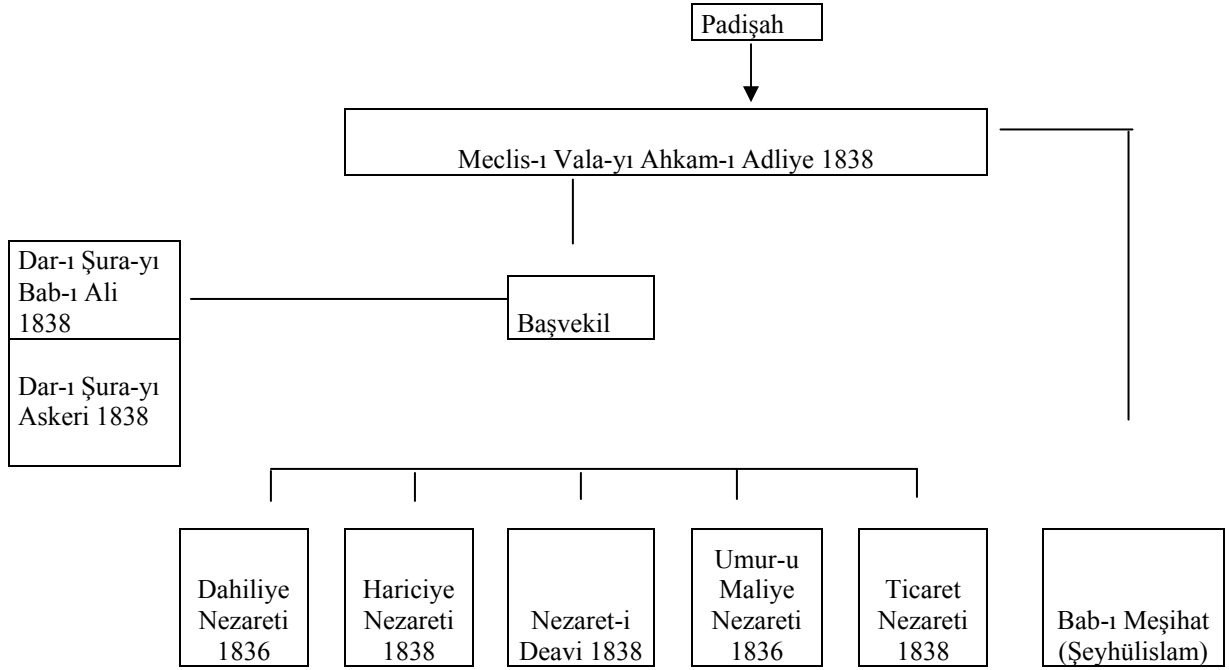 Padişah
Meclis-ı Vala-yı Ahkam-ı Adliye 1838
Dar-ı Şura-yı
Bab-ı Ali
1838
Başvekil
Dar-ı Şura-yı
Askeri 1838
Dahiliye
Nezareti
1836
Hariciye
Nezareti
1838
Nezaret-i
Deavi 1838
Umur-u
Maliye
Nezareti
1836
Ticaret
Nezareti
1838
Bab-ı Meşihat
(Şeyhülislam)